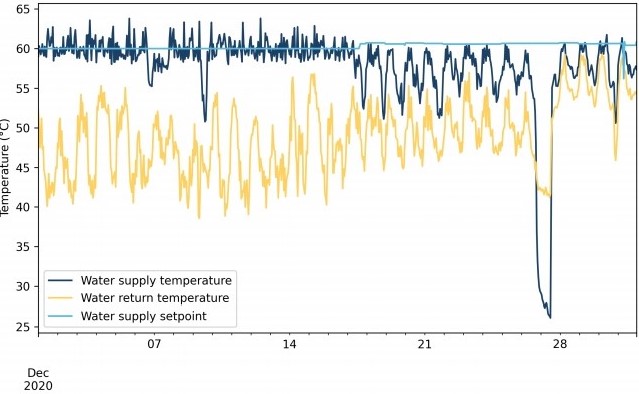 65
60
55
50
45
40
35
30
25
Temperature (°C)
Water supply temperature
Water return temperature
Water supply setpoint
07
14
21
28
Dec
2020